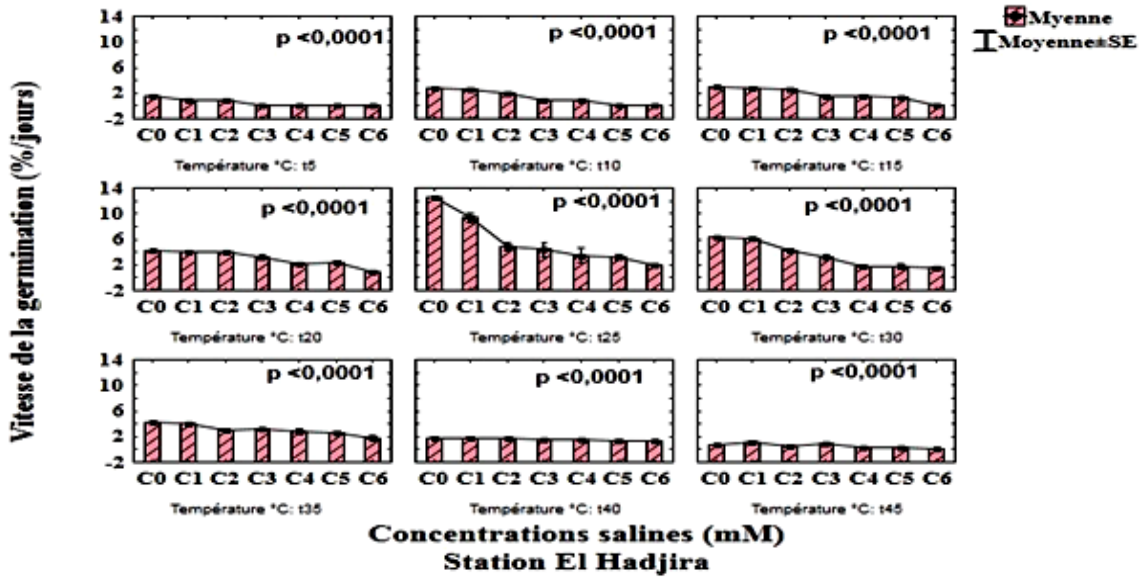 Vitesse de la germination (%/jours)
Myenne
Moyenne±SE
14
10
6
2
-2
p <0,0001
C0 C1 C2 C3 C4 C5 C6
Température °C: t5
p <0,0001
C0 C1 C2 C3 C4 C5 C6
Température °C: t10
p <0,0001
C0 C1 C2 C3 C4 C5 C6
Température °C: t15
14
10
6
2
-2
p <0,0001
C0 C1 C2 C3 C4 C5 C6
Température °C: t20
p <0,0001
C0 C1 C2 C3 C4 C5 C6
Température °C: t25
p <0,0001
C0 C1 C2 C3 C4 C5 C6
Température °C: t30
14
10
6
2
-2
p <0,0001
C0 C1 C2 C3 C4 C5 C6
Température °C: t35
p <0,0001
C0 C1 C2 C3 C4 C5 C6
Température °C: t40
p <0,0001
C0 C1 C2 C3 C4 C5 C6
Température °C: t45
Concentrations salines (mM)
Station El Hadjira